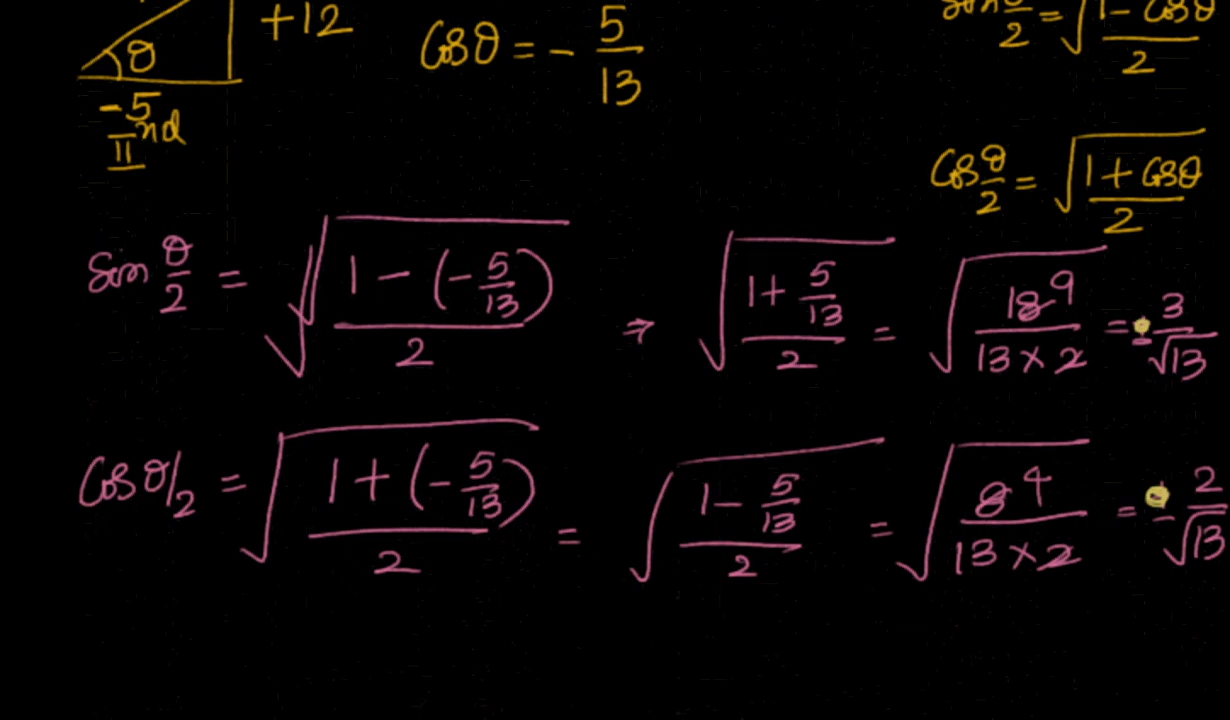 +12
θ
-5
IInd
cosθ = - 5/13
sin θ/2 = √((1 - cosθ)/2)
cos θ/2 = √((1 + cosθ)/2)
sin θ/2 = √((1 - (-5/13))/2) ⇒ √((1 + 5/13)/2) = √(18 9/(13 × 2)) = ± 3/√13
cos θ/2 = √((1 + (-5/13))/2) = √((1 - 5/13)/2) = √(8 4/(13 × 2)) = ± 2/√13